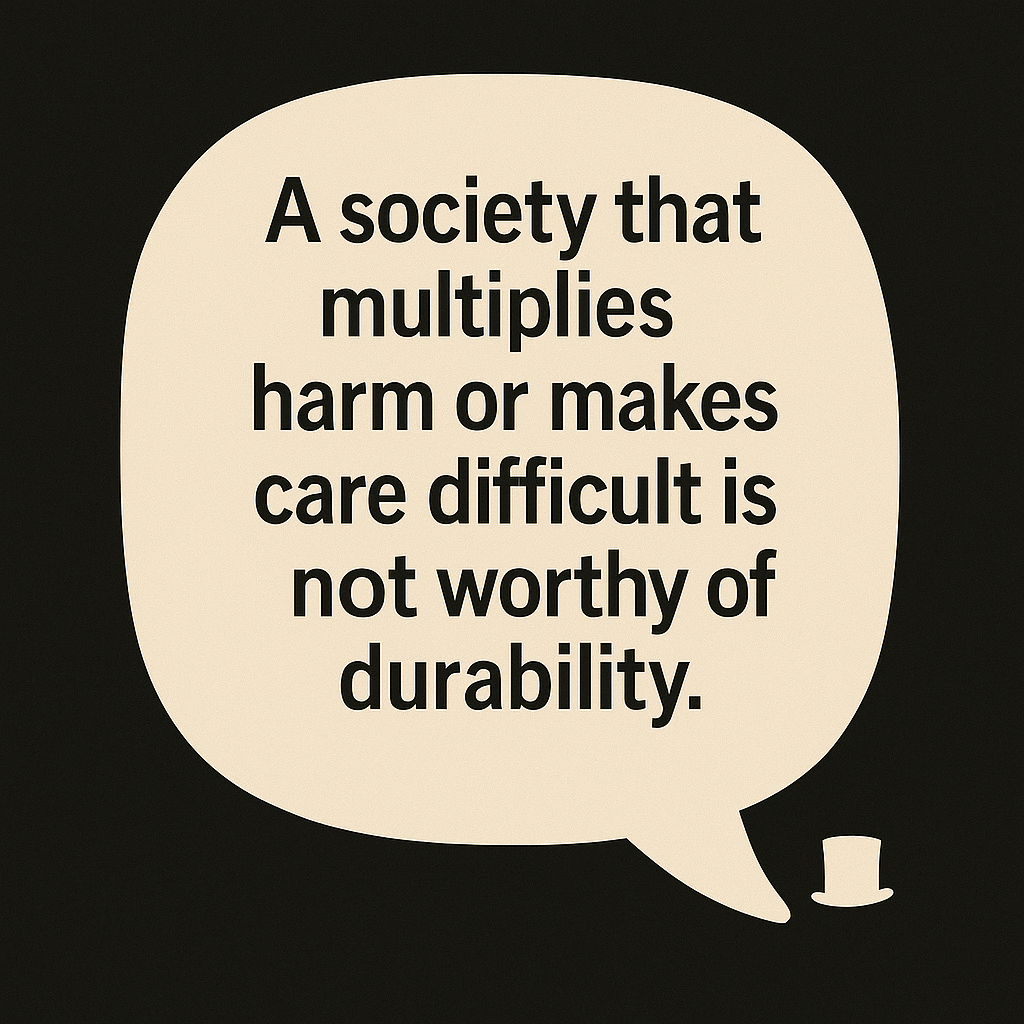 A society that
multiplies
harm or makes
care difficult is
not worthy of
durability.